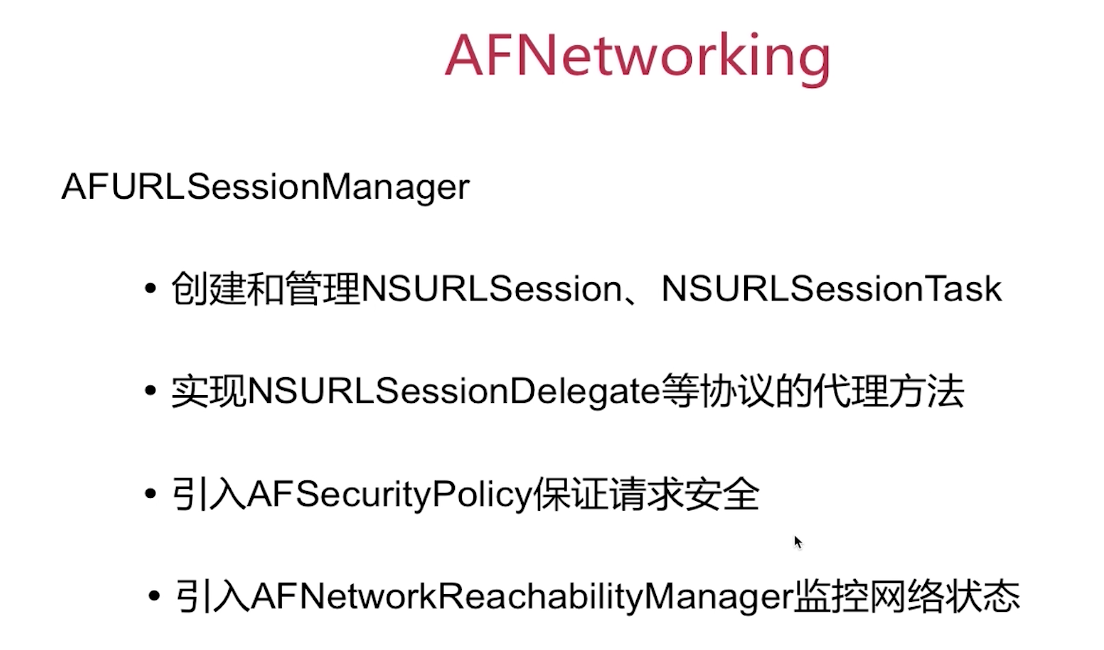 AFNetworking
AFURLSessionManager
• 创建和管理NSURLSession、NSURLSessionTask
• 实现NSURLSessionDelegate等协议的代理方法
• 引入AFSecurityPolicy保证请求安全
• 引入AFNetworkReachabilityManager监控网络状态